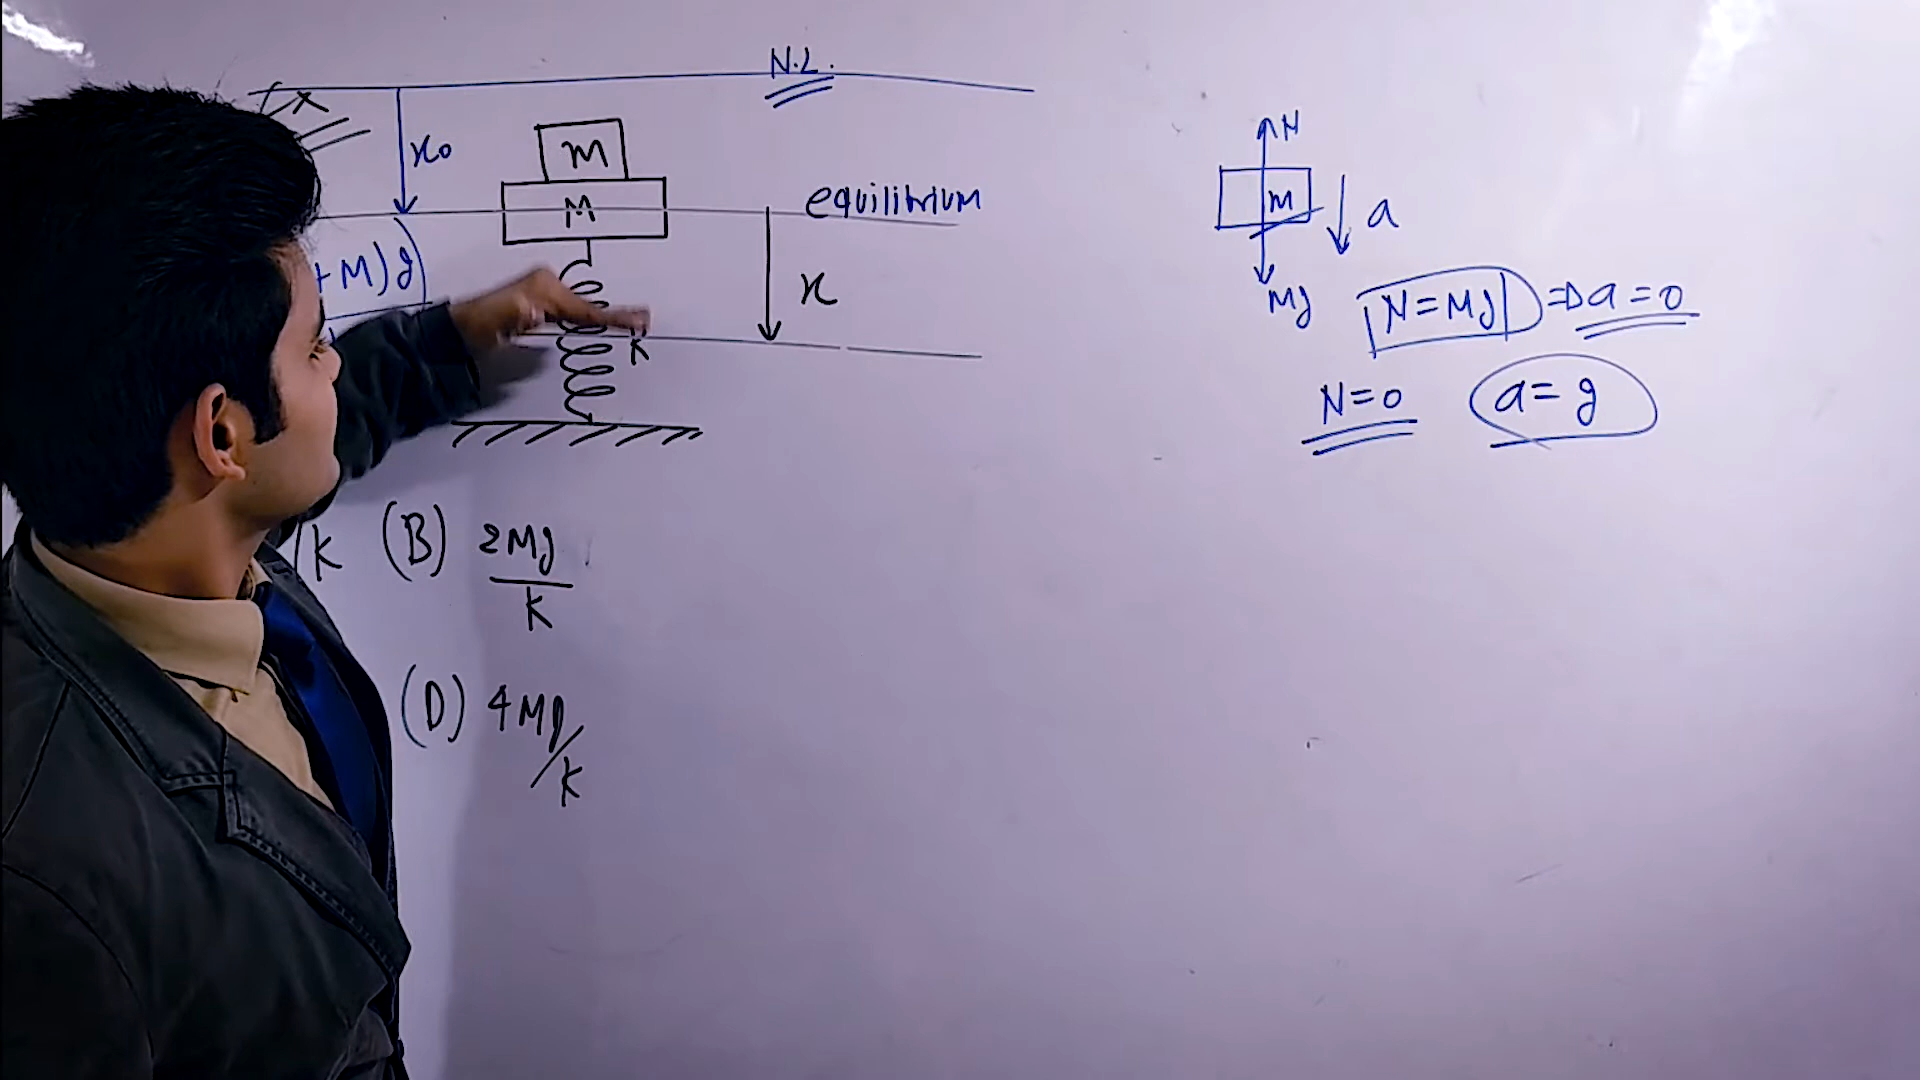 N.L.
x₀
m
M
equilibrium
+ M) g
x
K
N
m
a
Mg
N = Mg ⇒ a = 0
N = 0 a = g
/K (B) 2Mg/K
(D) 4Mg/K